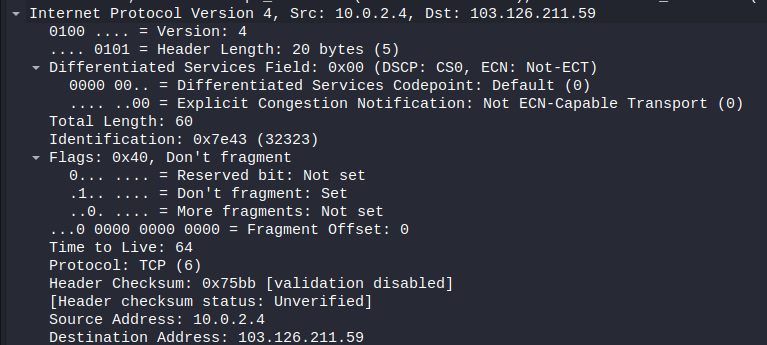 Internet Protocol Version 4, Src: 10.0.2.4, Dst: 103.126.211.59
0100 .... = Version: 4
.... 0101 = Header Length: 20 bytes (5)
Differentiated Services Field: 0x00 (DSCP: CS0, ECN: Not-ECT)
0000 00.. = Differentiated Services Codepoint: Default (0)
.... ..00 = Explicit Congestion Notification: Not ECN-Capable Transport (0)
Total Length: 60
Identification: 0x7e43 (32323)
Flags: 0x40, Don't fragment
0... .... = Reserved bit: Not set
.1.. .... = Don't fragment: Set
..0. .... = More fragments: Not set
...0 0000 0000 0000 = Fragment Offset: 0
Time to Live: 64
Protocol: TCP (6)
Header Checksum: 0x75bb [validation disabled]
[Header checksum status: Unverified]
Source Address: 10.0.2.4
Destination Address: 103.126.211.59